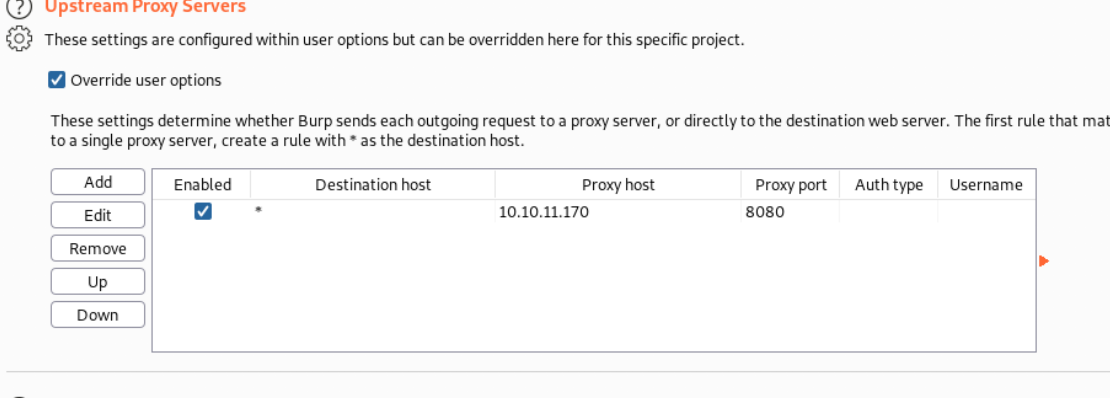 ? Upstream Proxy Servers
These settings are configured within user options but can be overridden here for this specific project.
Override user options
These settings determine whether Burp sends each outgoing request to a proxy server, or directly to the destination web server. The first rule that mat
to a single proxy server, create a rule with * as the destination host.
Add
Edit
Remove
Up
Down
Enabled Destination host Proxy host Proxy port Auth type Username
* 10.10.11.170 8080